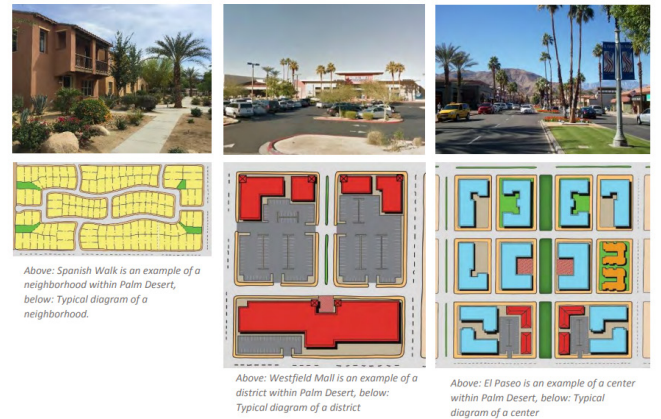 Above: Spanish Walk is an example of a
neighborhood within Palm Desert,
below: Typical diagram of a
neighborhood.
Above: Westfield Mall is an example of a
district within Palm Desert, below:
Typical diagram of a district
Above: El Paseo is an example of a center
within Palm Desert, below: Typical
diagram of a center